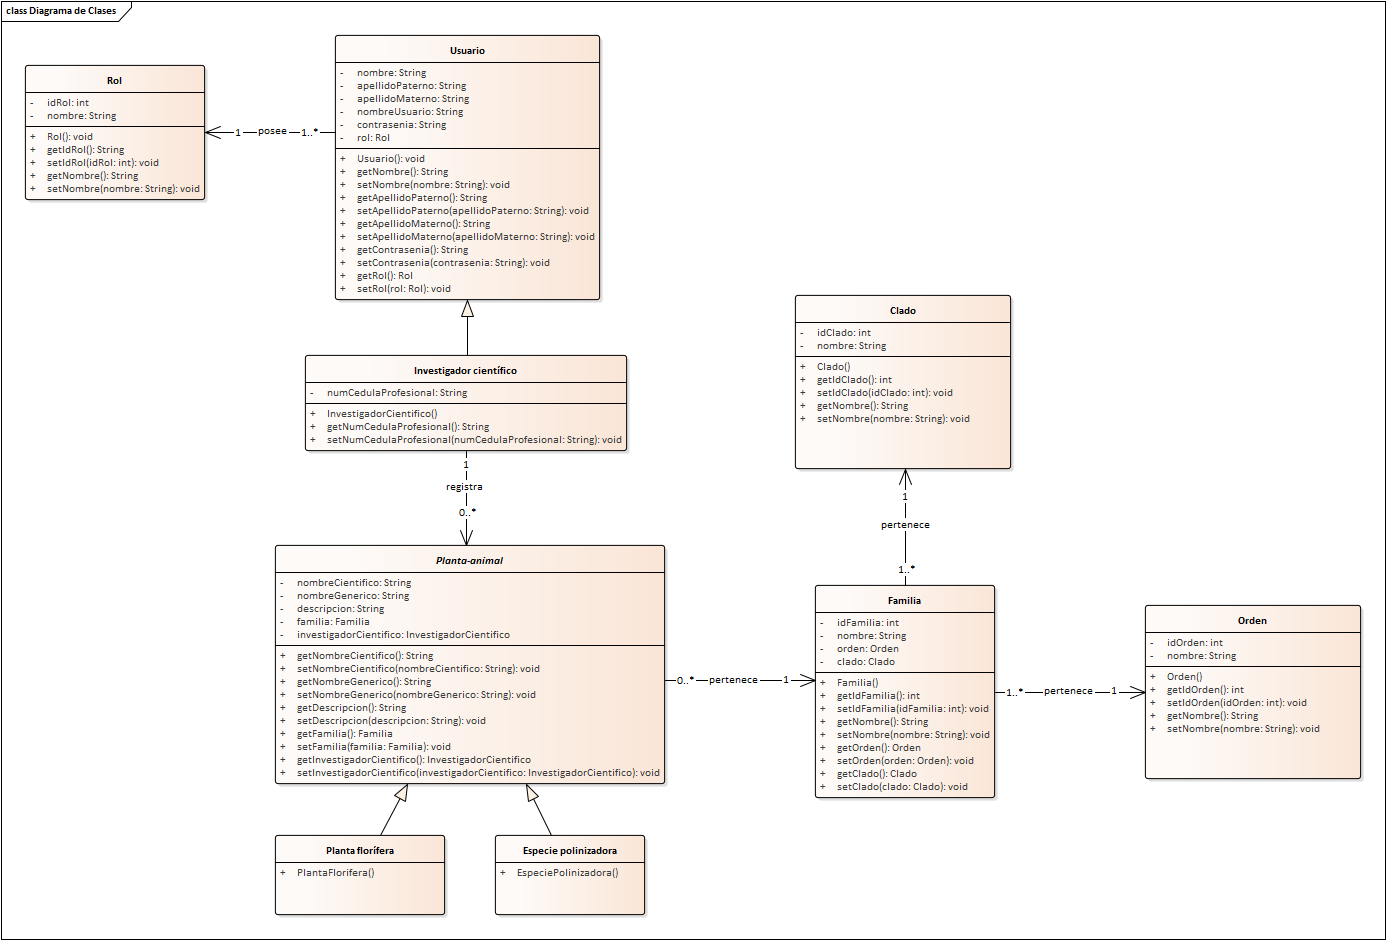 class Diagrama de Clases
Rol
- idRol: int
- nombre: String
+ Rol(): void
+ getIdRol(): String
+ setIdRol(idRol: int): void
+ getNombre(): String
+ setNombre(nombre: String): void
1 posee 1..*
Usuario
- nombre: String
- apellidoPaterno: String
- apellidoMaterno: String
- nombreUsuario: String
- contrasenia: String
- rol: Rol
+ Usuario(): void
+ getNombre(): String
+ setNombre(nombre: String): void
+ getApellidoPaterno(): String
+ setApellidoPaterno(apellidoPaterno: String): void
+ getApellidoMaterno(): String
+ setApellidoMaterno(apellidoMaterno: String): void
+ getContrasenia(): String
+ setContrasenia(contrasenia: String): void
+ getRol(): Rol
+ setRol(rol: Rol): void
Investigador científico
- numCedulaProfesional: String
+ InvestigadorCientifico()
+ getNumCedulaProfesional(): String
+ setNumCedulaProfesional(numCedulaProfesional: String): void
1
registra
0..*
Planta-animal
- nombreCientifico: String
- nombreGenerico: String
- descripcion: String
- familia: Familia
- investigadorCientifico: InvestigadorCientifico
+ getNombreCientifico(): String
+ setNombreCientifico(nombreCientifico: String): void
+ getNombreGenerico(): String
+ setNombreGenerico(nombreGenerico: String): void
+ getDescripcion(): String
+ setDescripcion(descripcion: String): void
+ getFamilia(): Familia
+ setFamilia(familia: Familia): void
+ getInvestigadorCientifico(): InvestigadorCientifico
+ setInvestigadorCientifico(investigadorCientifico: InvestigadorCientifico): void
Planta florífera
+ PlantaFlorifera()
Especie polinizadora
+ EspeciePolinizadora()
0..* pertenece 1
Clado
- idClado: int
- nombre: String
+ Clado()
+ getIdClado(): int
+ setIdClado(idClado: int): void
+ getNombre(): String
+ setNombre(nombre: String): void
1
pertenece
1..*
Familia
- idFamilia: int
- nombre: String
- orden: Orden
- clado: Clado
+ Familia()
+ getIdFamilia(): int
+ setIdFamilia(idFamilia: int): void
+ getNombre(): String
+ setNombre(nombre: String): void
+ getOrden(): Orden
+ setOrden(orden: Orden): void
+ getClado(): Clado
+ setClado(clado: Clado): void
1..* pertenece 1
Orden
- idOrden: int
- nombre: String
+ Orden()
+ getIdOrden(): int
+ setIdOrden(idOrden: int): void
+ getNombre(): String
+ setNombre(nombre: String): void